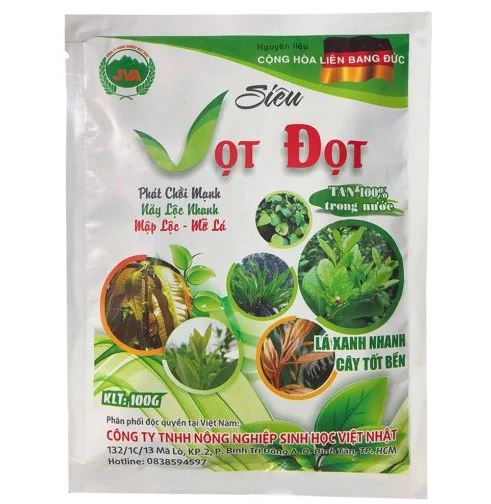 JVA
Nguyên liệu
CỘNG HÒA LIÊN BANG ĐỨC
Siêu
Vọt Đọt
Phát Chồi Mạnh
Nảy Lộc Nhanh
Mập Lộc - Mế Lá
TAN 100%
trong nước
LÁ XANH NHANH
CÂY TỐT BỀN
KLT: 100G
Phân phối độc quyền tại Việt Nam:
CÔNG TY TNHH NÔNG NGHIỆP SINH HỌC VIỆT NHẬT
132/1C/13 Mã Lò, KP.2, P. Bình Trị Đông A, Q. Bình Tân, TP. HCM
Hotline: 0838594597